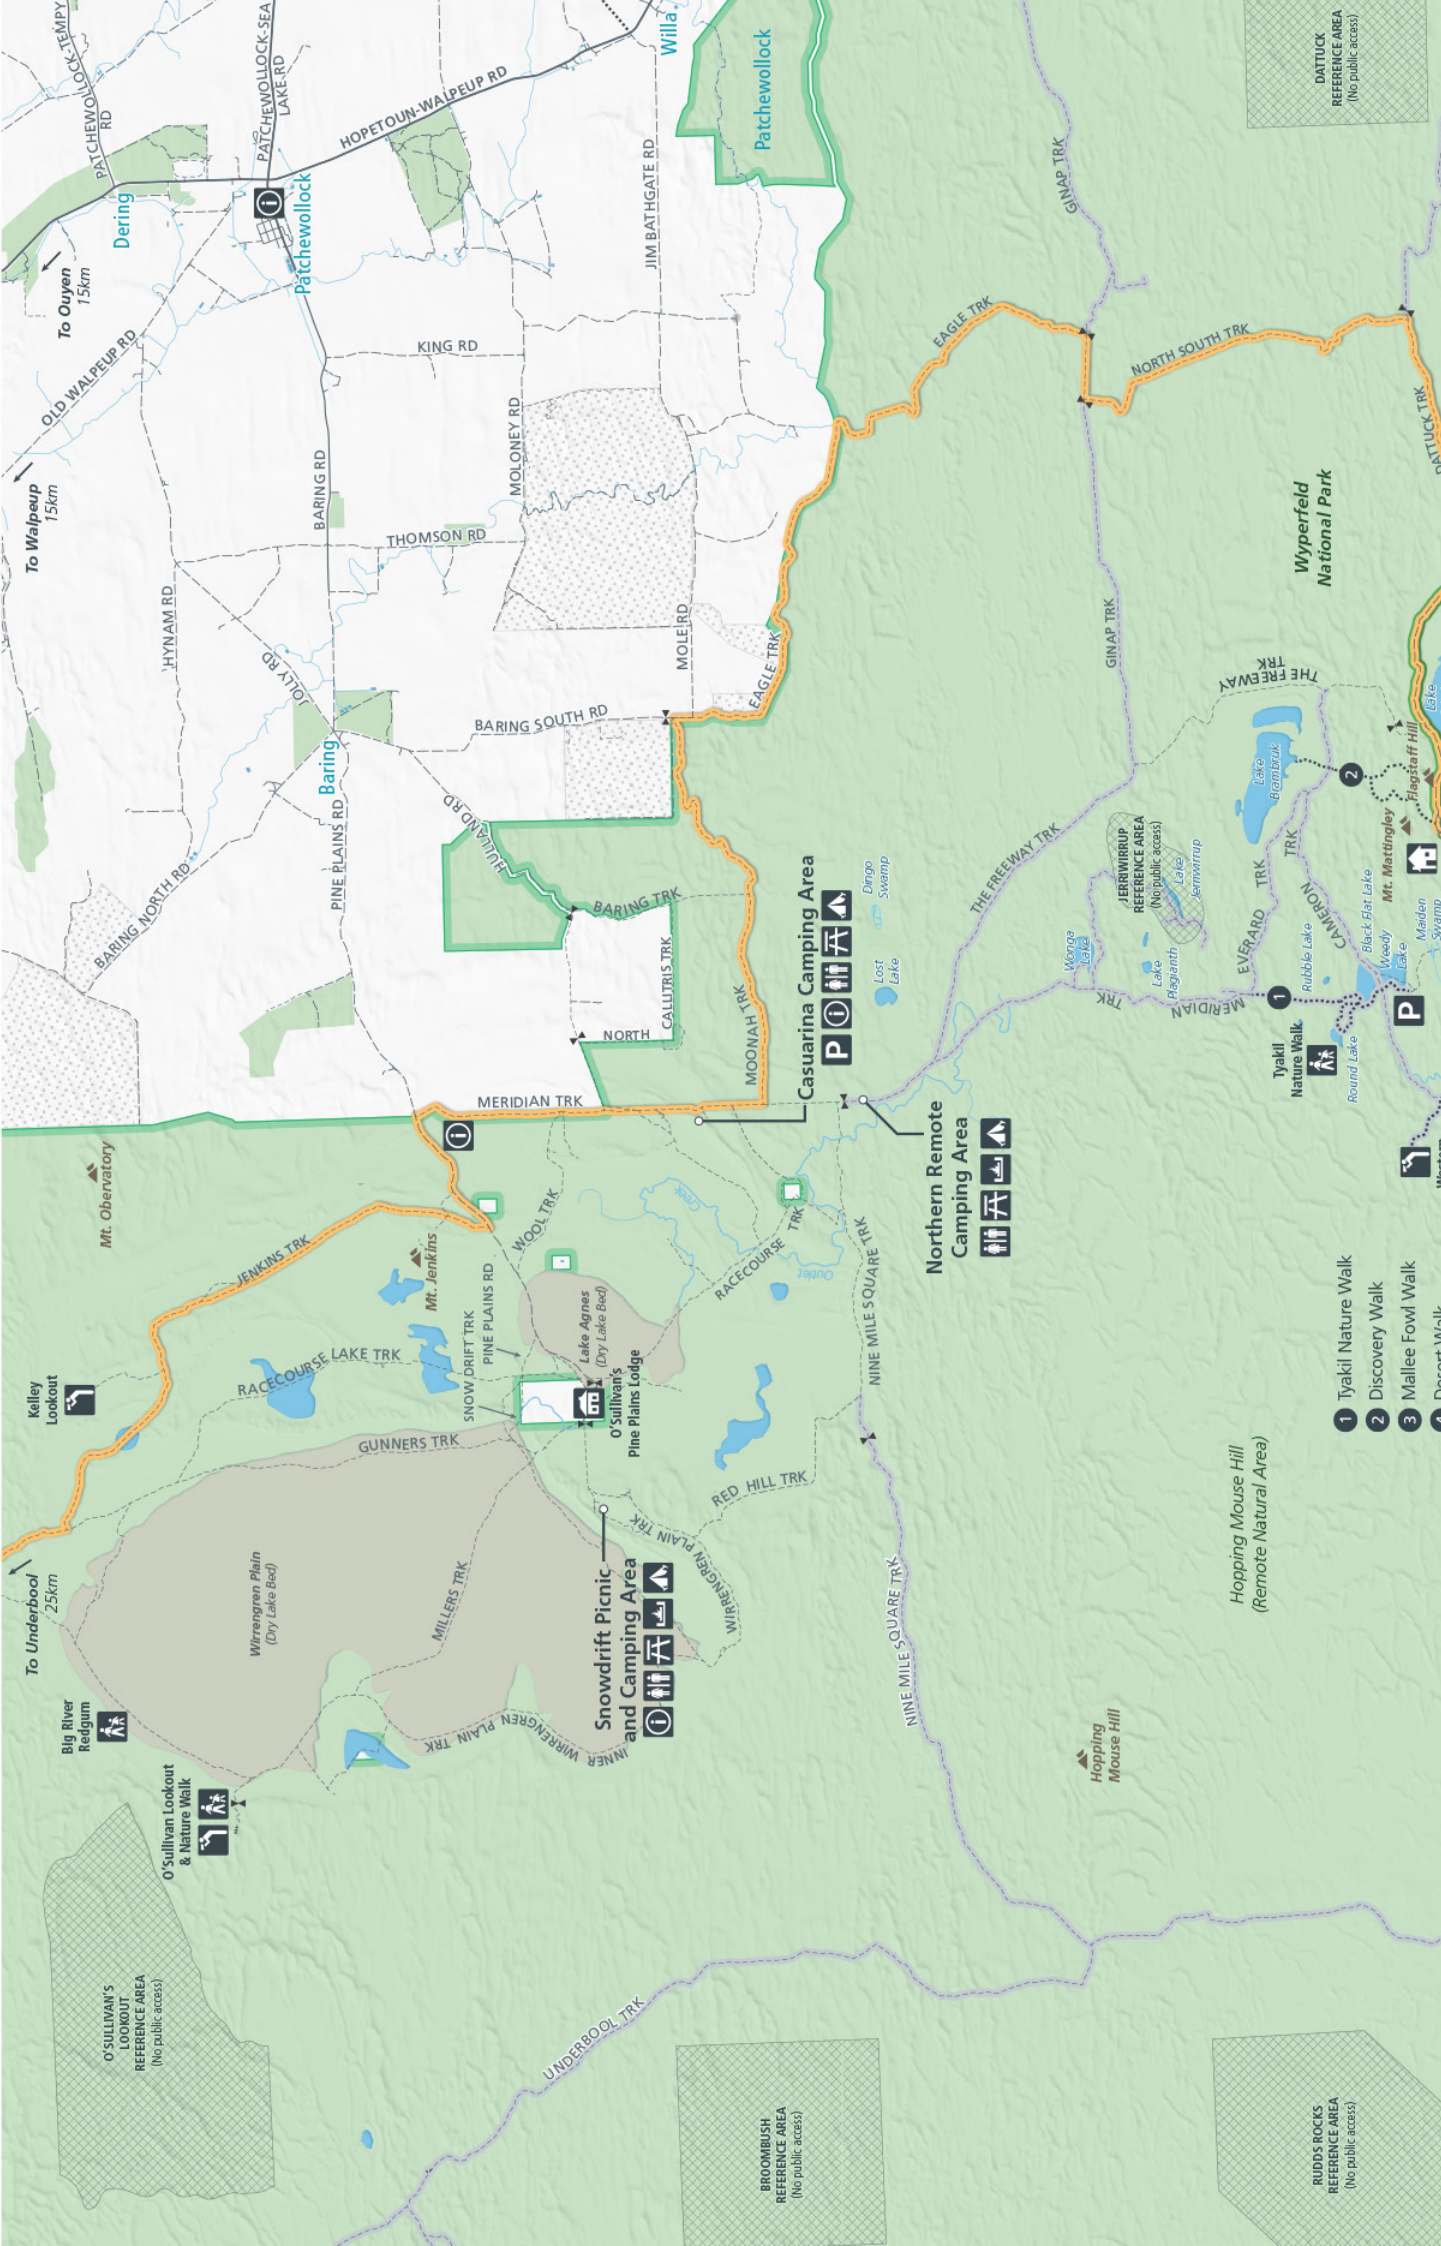 O'SULLIVAN'S
LOOKOUT
REFERENCE AREA
(No public access)
O'Sullivan Lookout
& Nature Walk
Big River
Redgum
To Underbool
25km
Kelley
Lookout
Mt. Obervatory
JENKINS TRK
Mt. Jenkins
RACECOURSE LAKE TRK
GUNNERS TRK
Wirrengren Plain
(Dry Lake Bed)
MILLERS TRK
INNER WIRRENGREN PLAIN TRK
WIRRENGREN PLAIN TRK
Snowdrift Picnic
and Camping Area
SNOW DRIFT TRK
PINE PLAINS RD
WOOL TRK
Lake Agnes
(Dry Lake Bed)
O'Sullivan's
Pine Plains Lodge
RED HILL TRK
RACECOURSE TRK
Outlet
Creek
NINE MILE SQUARE TRK
NINE MILE SQUARE TRK
UNDERBOOL TRK
BROOMBUSH
REFERENCE AREA
(No public access)
RUDDS ROCKS
REFERENCE AREA
(No public access)
Hopping
Mouse Hill
Hopping Mouse Hill
(Remote Natural Area)
To Walpeup
15km
To Ouyen
15km
OLD WALPEUP RD
Dering
PATCHEWOLLOCK-TEMPY
RD
PATCHEWOLLOCK-SEA
LAKE RD
Patchewollock
HOPETOUN-WALPEUP RD
HYNAM RD
BARING RD
KING RD
MOLONEY RD
THOMSON RD
JOLLY RD
BARING NORTH RD
Baring
PINE PLAINS RD
BARING SOUTH RD
HULLAND RD
BARING TRK
NORTH
CALLITRIS TRK
MERIDIAN TRK
MOONAH TRK
MOLE RD
JIM BATHGATE RD
Willa
Patchewollock
EAGLE TRK
EAGLE TRK
Casuarina Camping Area
P
Northern Remote
Camping Area
Lost
Lake
Dingo
Swamp
THE FREEWAY TRK
GINAP TRK
GINAP TRK
NORTH SOUTH TRK
DATTUCK TRK
DATTUCK
REFERENCE AREA
(No public access)
Wyperfeld
National Park
THE FREEWAY
TRK
Wonga
Lake
JERRIWIRRUP
REFERENCE AREA
(No public access)
Lake
Jerriwirrup
Lake
Plagianth
MERIDIAN TRK
EVERARD TRK
CAMERON TRK
Lake
Brambruk
Tyakil
Nature Walk
Round Lake
Rubble Lake
Black Flat Lake
Weedy
Lake
Maiden
Swamp
Mt. Mattingley
Flagstaff Hill
Lake
P
1
2
1 Tyakil Nature Walk
2 Discovery Walk
3 Mallee Fowl Walk
4 Desert Walk